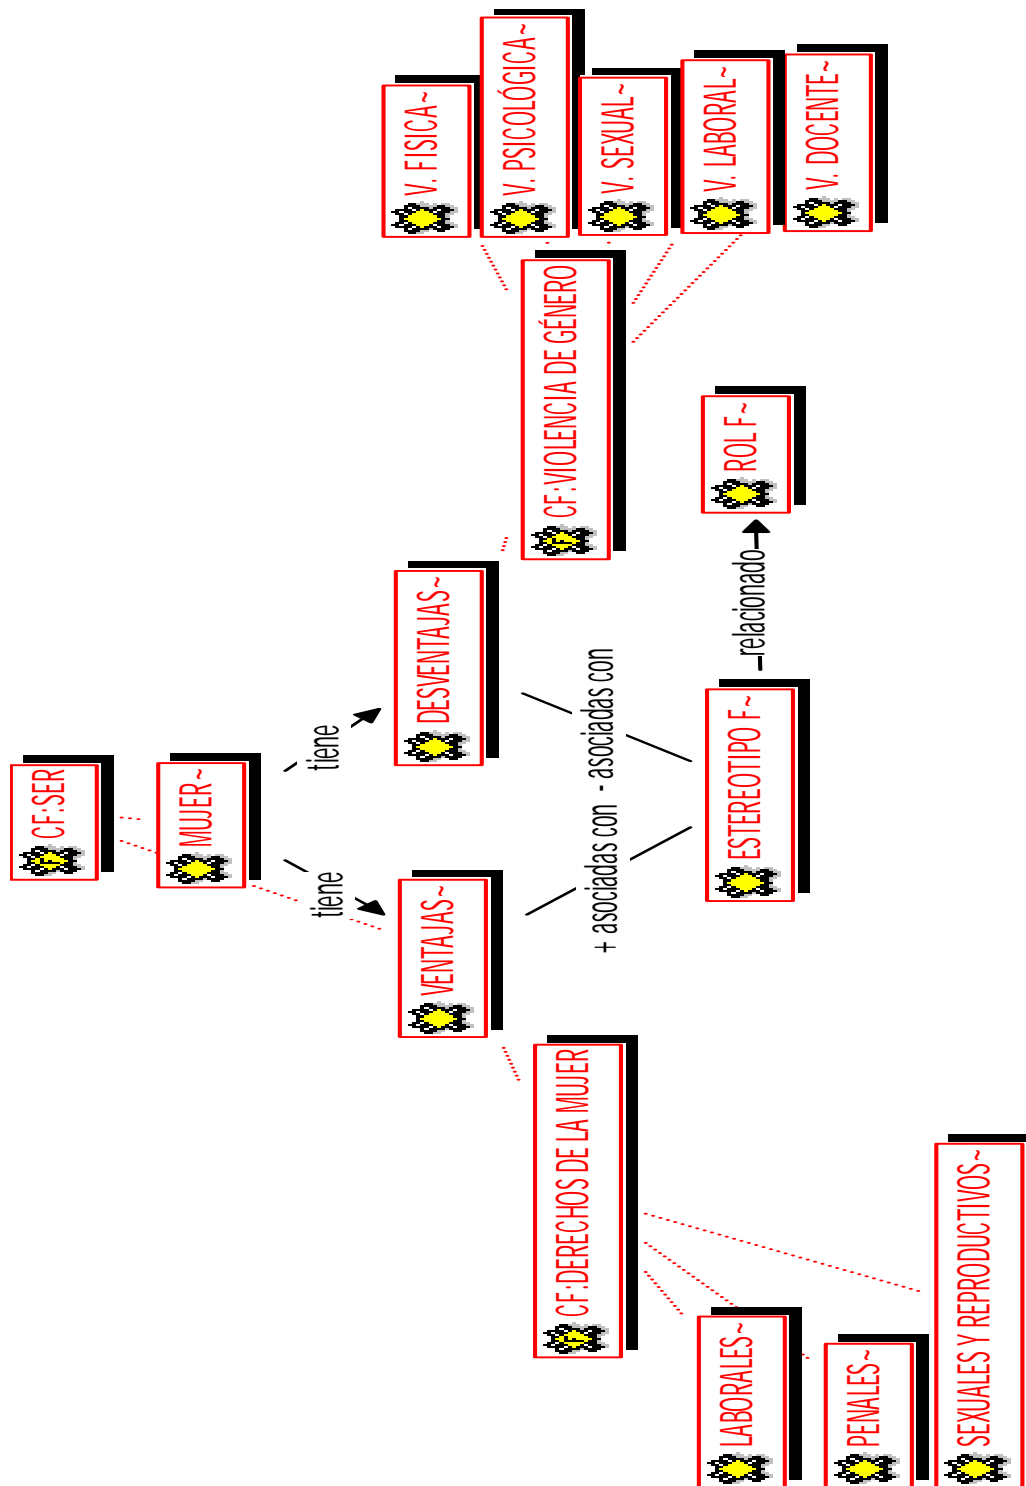 CF:SER
MUJER~
tiene
tiene
VENTAJAS~
DESVENTAJAS~
CF:DERECHOS DE LA MUJER
CF:VIOLENCIA DE GÉNERO
V. FISICA~
V. PSICOLÓGICA~
V. SEXUAL~
V. LABORAL~
V. DOCENTE~
+ asociadas con
- asociadas con
ESTEREOTIPO F~
relacionado
ROL F~
LABORALES~
PENALES~
SEXUALES Y REPRODUCTIVOS~